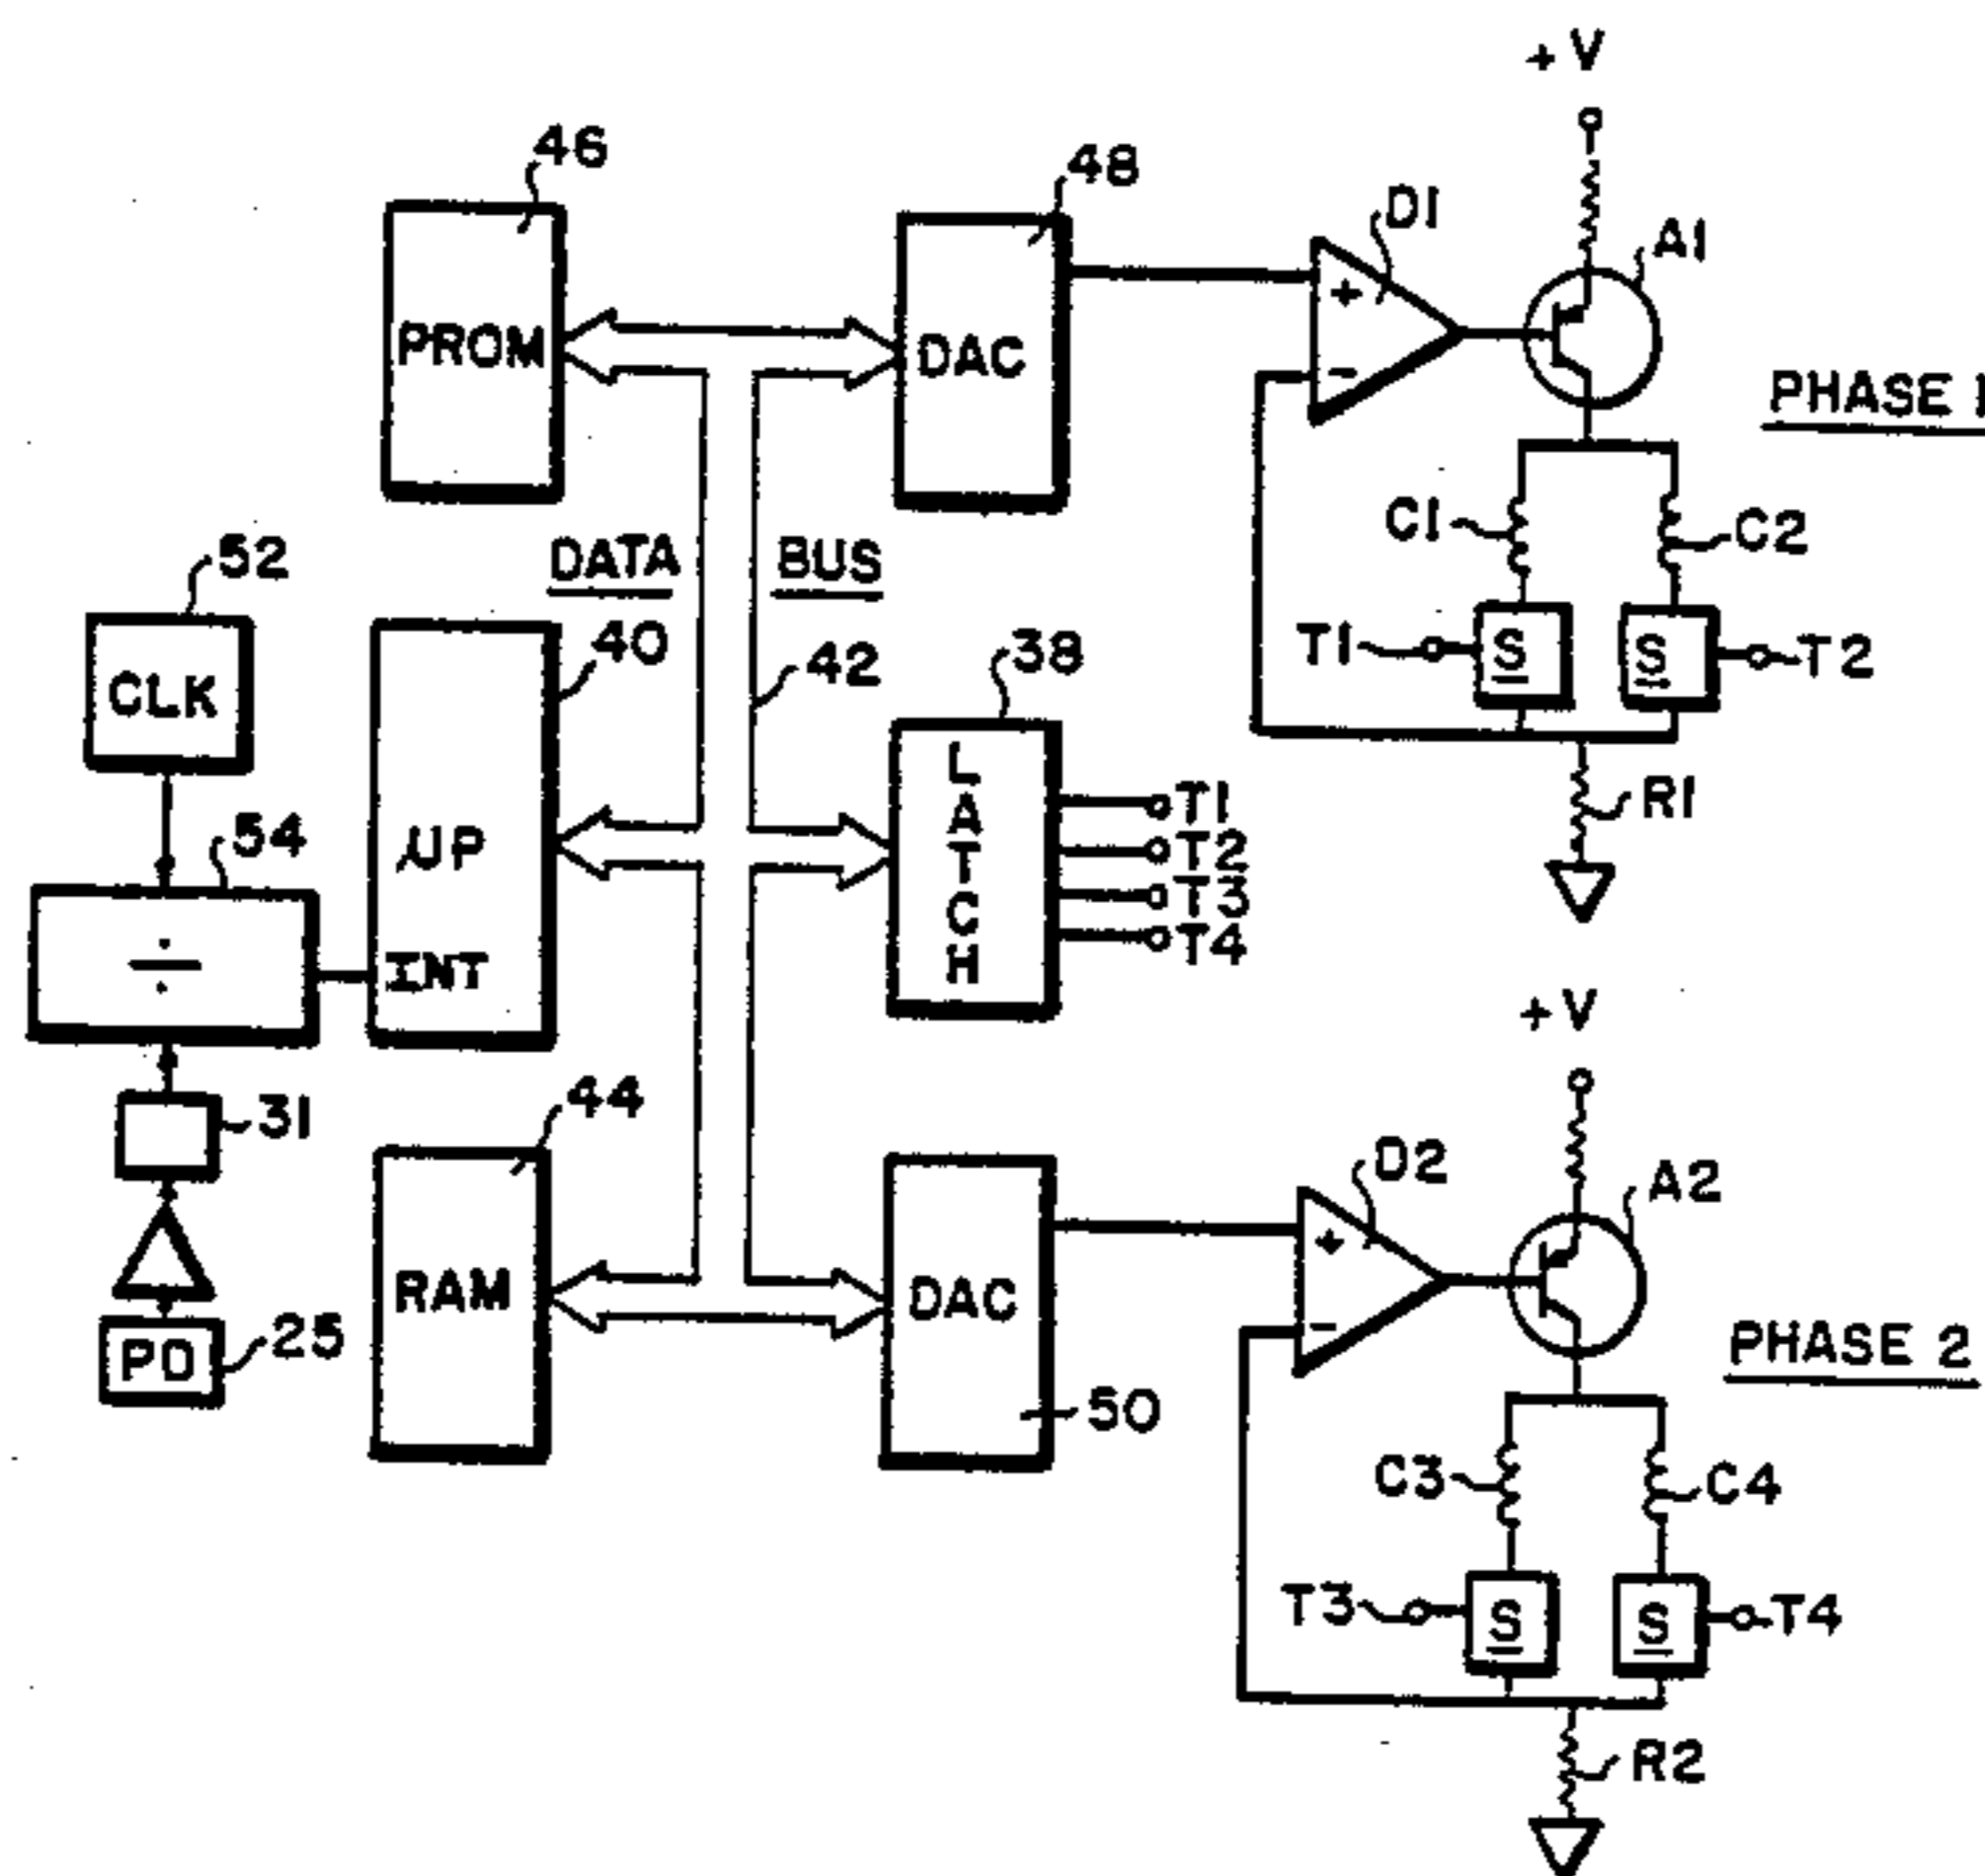 + V
46
48
D1
A1
PROM
DAC
+
-
PHASE 1
C1
C2
52
DATA BUS
40
42
38
T1
S
S
T2
CLK
LATCH
R1
54
T1
T2
T3
T4
μP
÷
INT
+ V
44
31
D2
A2
RAM
DAC
+
-
PHASE 2
25
PD
50
C3
C4
T3
S
S
T4
R2